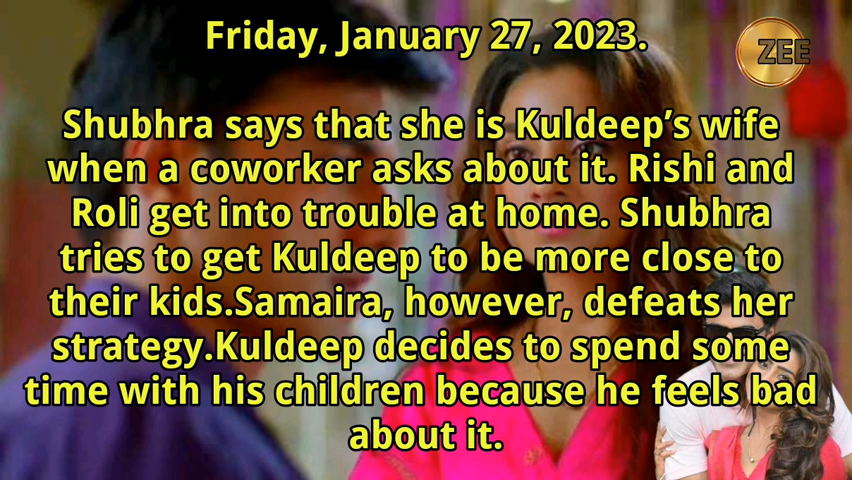 Friday, January 27, 2023.
ZEE
Shubhra says that she is Kuldeep's wife
when a coworker asks about it. Rishi and
Roli get into trouble at home. Shubhra
tries to get Kuldeep to be more close to
their kids.Samaira, however, defeats her
strategy.Kuldeep decides to spend some
time with his children because he feels bad
about it.